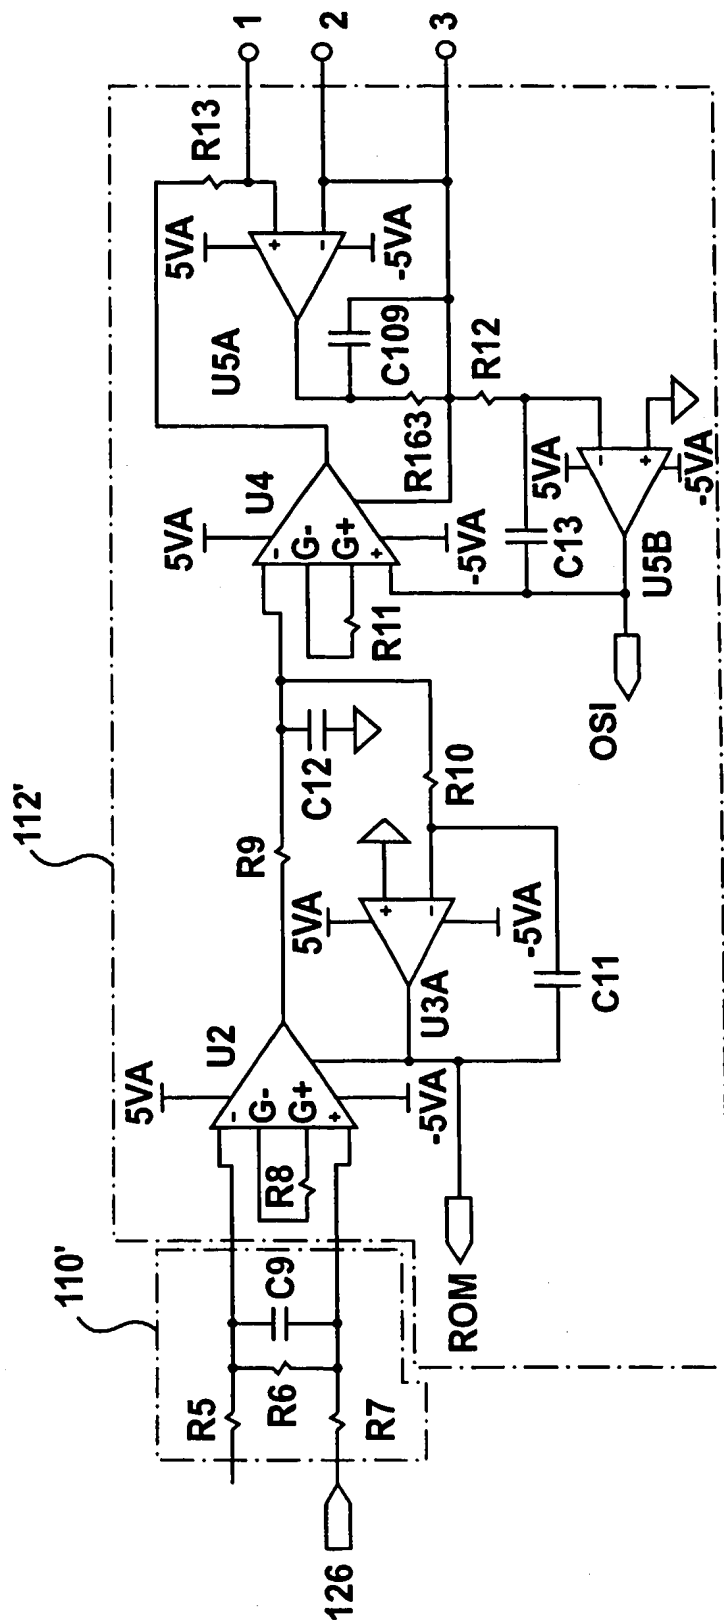 112'
110'
1
2
3
R13
5VA
U5A
-5VA
C109
R163
R12
U4
5VA
G-
G+
-5VA
R11
C13
5VA
-5VA
U5B
OSI
R9
C12
R10
5VA
-5VA
U3A
C11
U2
5VA
G-
G+
-5VA
R8
ROM
C9
R5
R6
R7
126